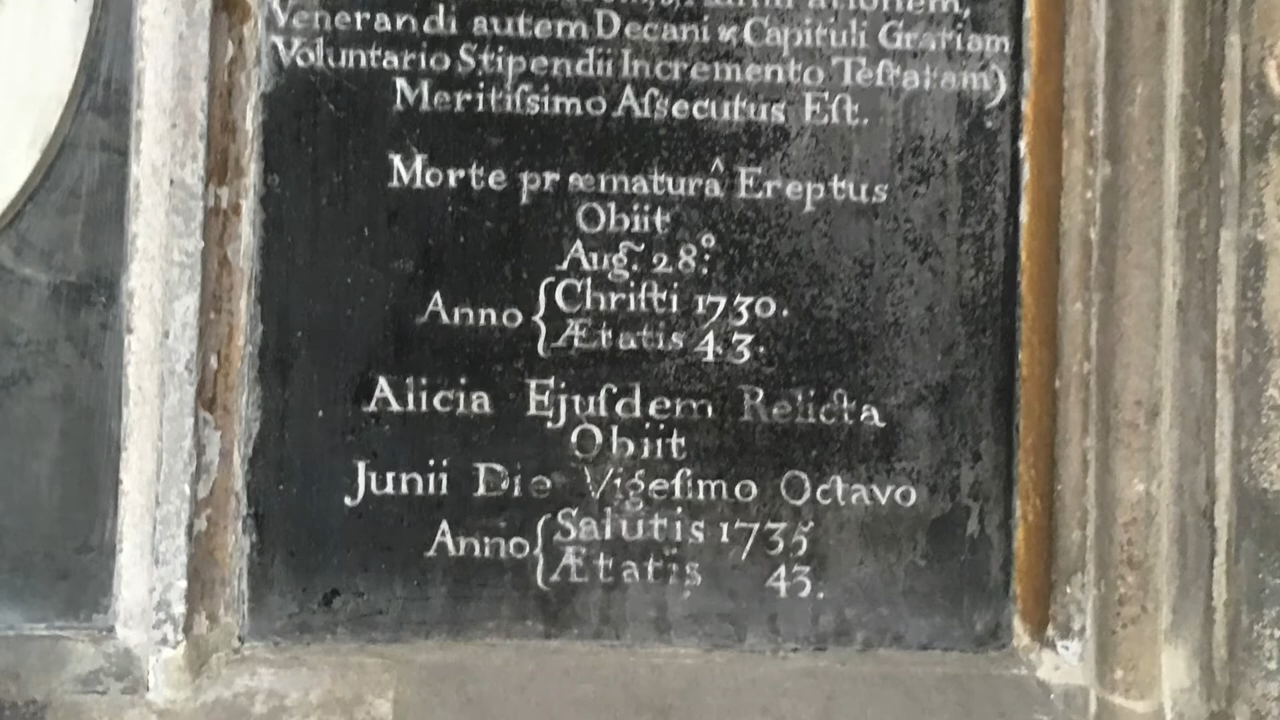 Venerandi autem Decani & Capituli Gratiam
Voluntario Stipendii Incremento Teſtatam)
Meritiſsimo Aſsecutus Eſt.
Morte præmaturâ Ereptus
Obiit
Aug. 28º:
Anno { Chriſti 1730.
Ætatis 43.
Alicia Ejuſdem Relicta
Obiit
Junii Die Vigeſimo Octavo
Anno { Salutis 1735
Ætatis 43.